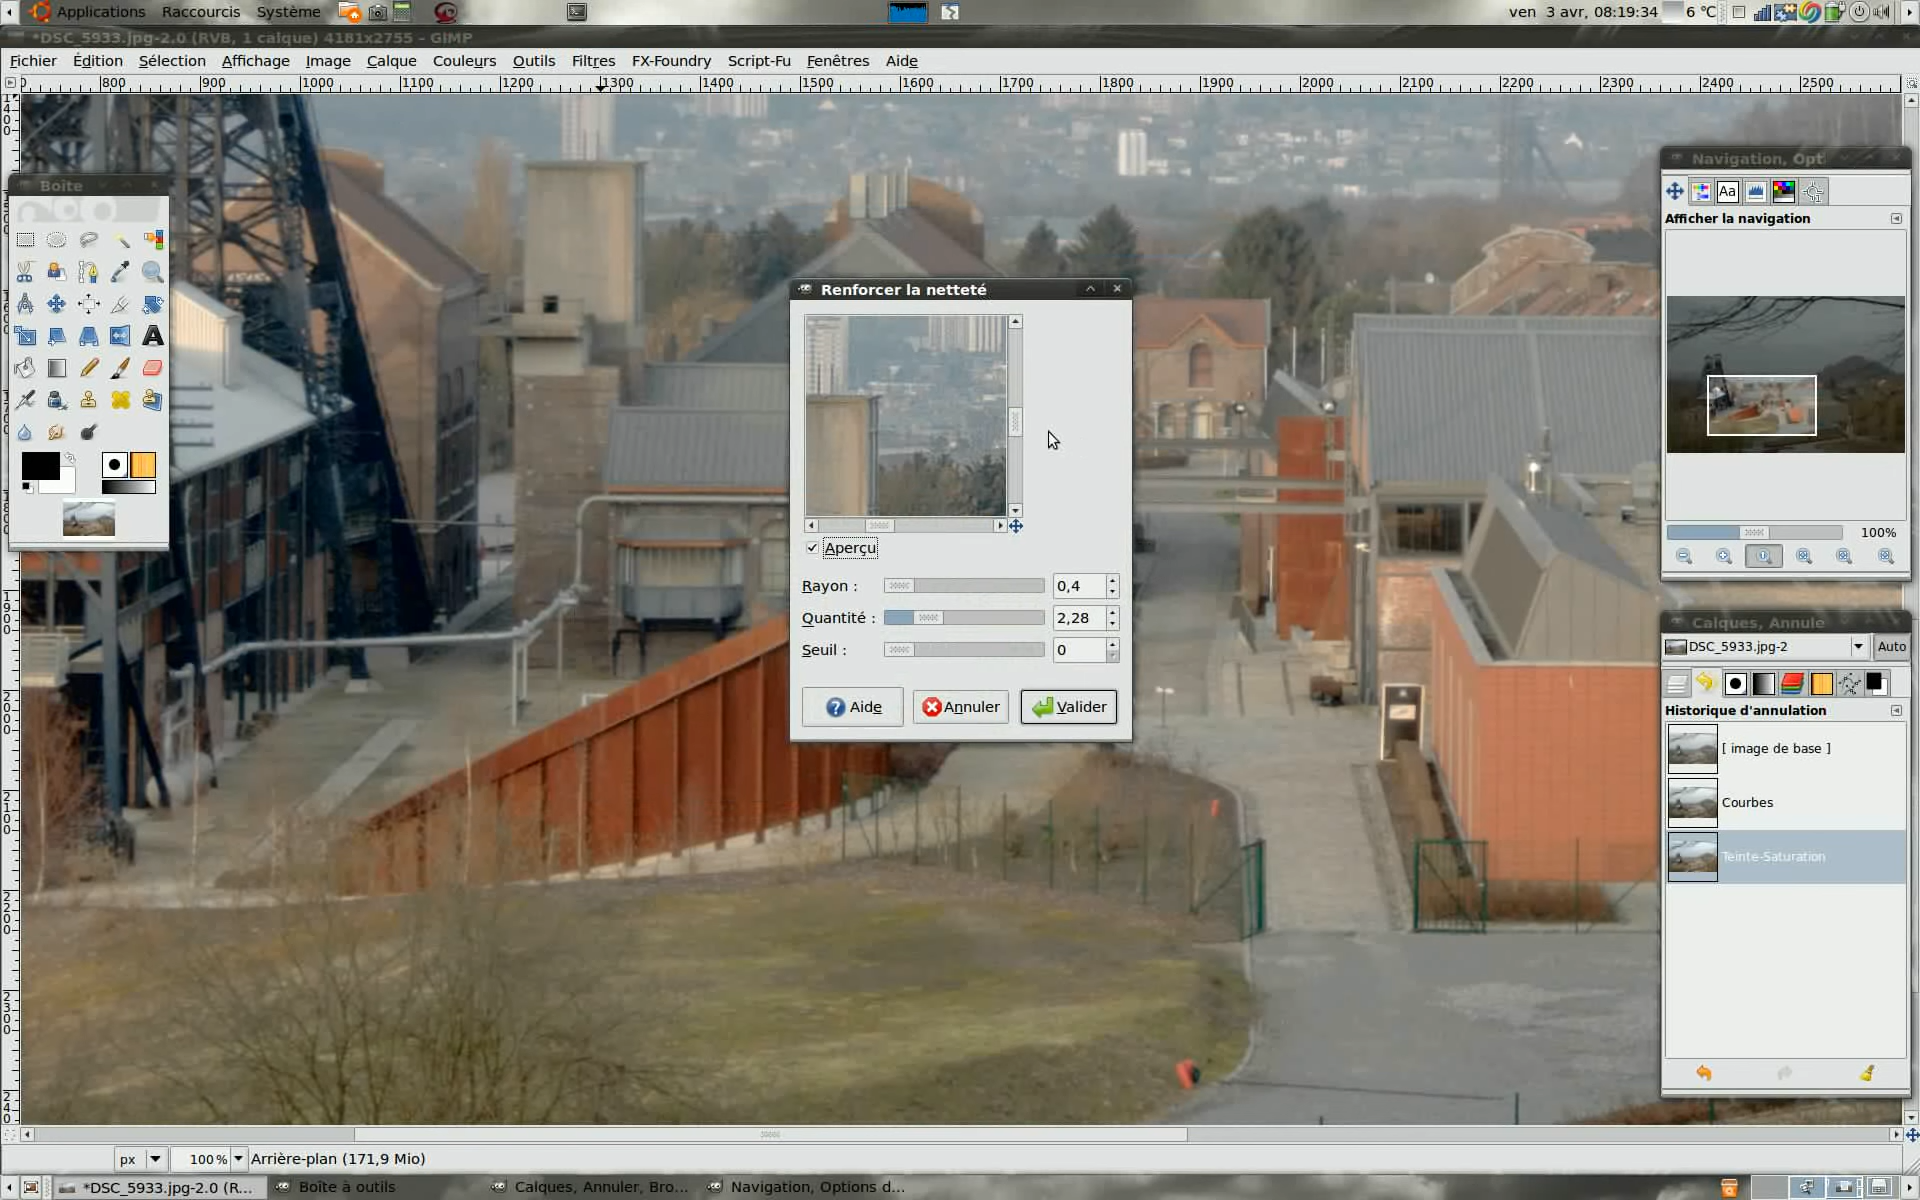 Applications Raccourcis Système
ven 3 avr, 08:19:34 6 °C
*DSC_5933.jpg-2.0 (RVB, 1 calque) 4181x2755 – GIMP
Fichier Édition Sélection Affichage Image Calque Couleurs Outils Filtres FX-Foundry Script-Fu Fenêtres Aide
800 900 1000 1100 1200 1300 1400 1500 1600 1700 1800 1900 2000 2100 2200 2300 2400 2500
Boîte
Renforcer la netteté
Aperçu
Rayon : 0,4
Quantité : 2,28
Seuil : 0
Aide Annuler Valider
Navigation, Opt
Aa
Afficher la navigation
100%
Calques, Annule
DSC_5933.jpg-2 Auto
Historique d'annulation
[ image de base ]
Courbes
Teinte-Saturation
px 100 % Arrière-plan (171,9 Mio)
*DSC_5933.jpg-2.0 (R... Boîte à outils Calques, Annuler, Bro... Navigation, Options d...